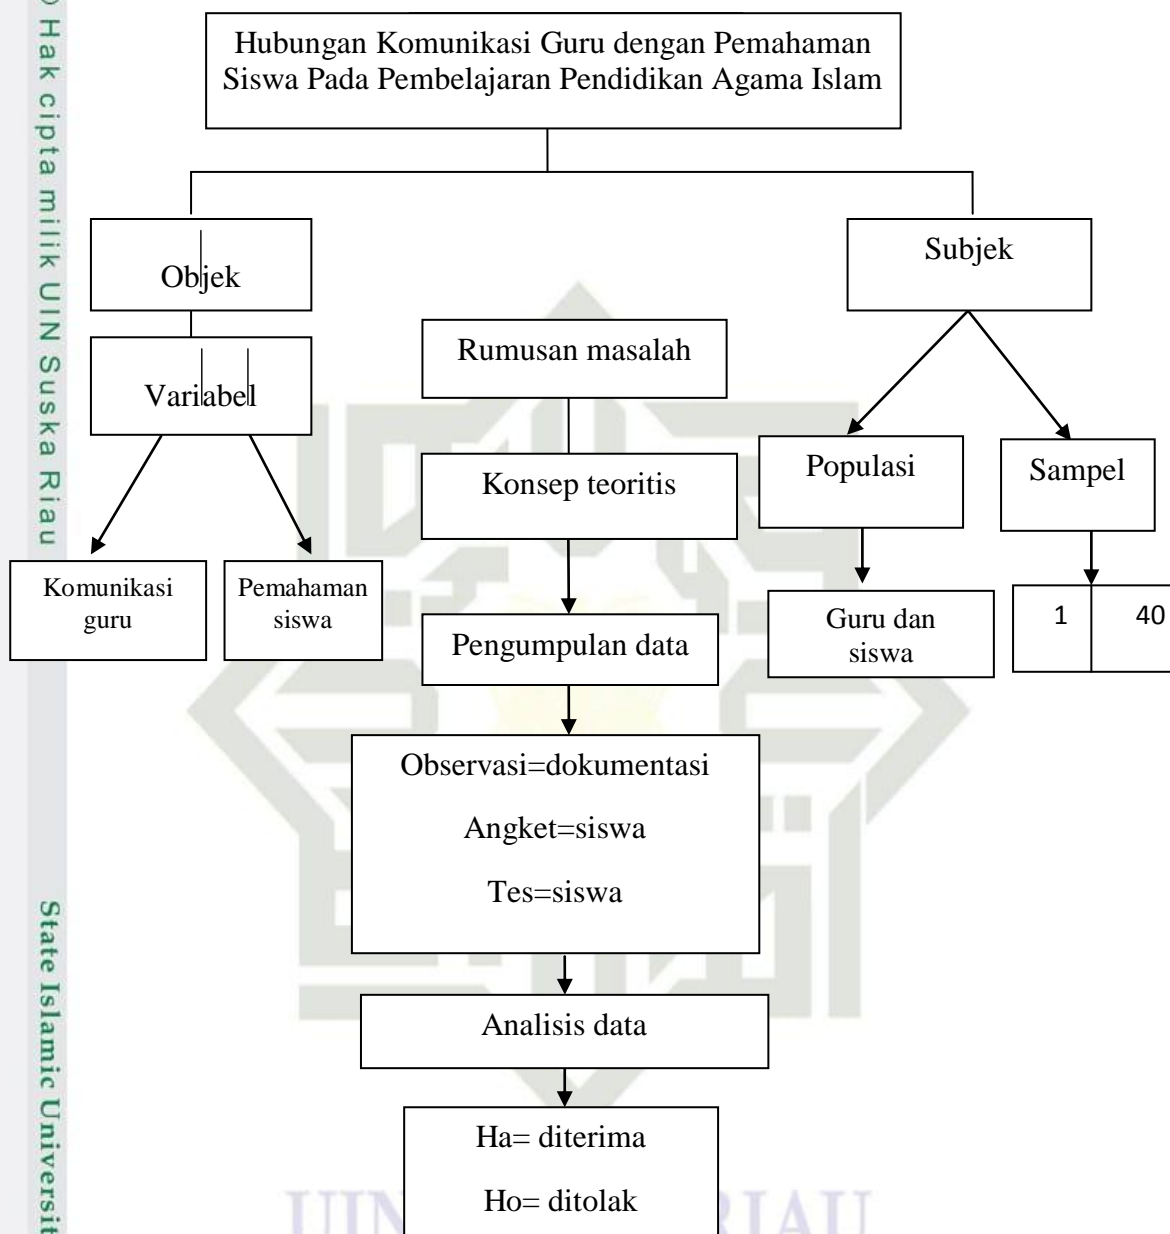 Hak cipta milik UIN Suska Riau
State Islamic Universit
Hubungan Komunikasi Guru dengan Pemahaman
Siswa Pada Pembelajaran Pendidikan Agama Islam
Objek
Subjek
Variabel
Rumusan masalah
Populasi
Sampel
Konsep teoritis
Komunikasi
guru
Pemahaman
siswa
Pengumpulan data
Guru dan
siswa
1 40
Observasi=dokumentasi
Angket=siswa
Tes=siswa
Analisis data
Ha= diterima
Ho= ditolak
UIN RIAU